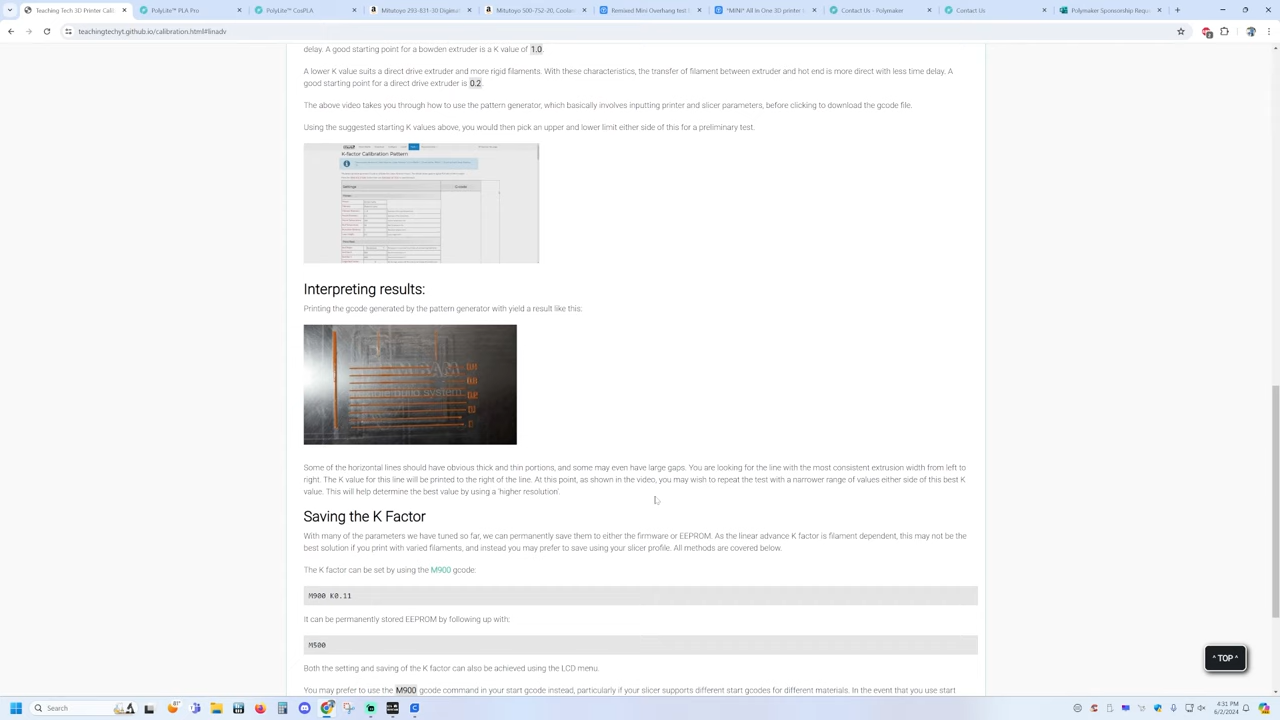 Teaching Tech 3D Printer Cali
PolyLite™ PLA Pro
PolyLite™ CosPLA
Mitutoyo 293-831-30 Digimat
Mitutoyo 500-752-20, Coolan
Remixed Mini Overhang test
*MINI* All In One 3D printer
Contact Us - Polymaker
Contact Us
Polymaker Sponsorship Requ
teachingtechyt.github.io/calibration.html#linadv
delay. A good starting point for a bowden extruder is a K value of 1.0.
A lower K value suits a direct drive extruder and more rigid filaments. With these characteristics, the transfer of filament between extruder and hot end is more direct with less time delay. A
good starting point for a direct drive extruder is 0.2.
The above video takes you through how to use the pattern generator, which basically involves inputting printer and slicer parameters, before clicking to download the gcode file.
Using the suggested starting K values above, you would then pick an upper and lower limit either side of this for a preliminary test.
K-factor Calibration Pattern
Interpreting results:
Printing the gcode generated by the pattern generator with yield a result like this:
Some of the horizontal lines should have obvious thick and thin portions, and some may even have large gaps. You are looking for the line with the most consistent extrusion width from left to
right. The K value for this line will be printed to the right of the line. At this point, as shown in the video, you may wish to repeat the test with a narrower range of values either side of this best K
value. This will help determine the best value by using a 'higher resolution'.
Saving the K Factor
With many of the parameters we have tuned so far, we can permanently save them to either the firmware or EEPROM. As the linear advance K factor is filament dependent, this may not be the
best solution if you print with varied filaments, and instead you may prefer to save using your slicer profile. All methods are covered below.
The K factor can be set by using the M900 gcode:
M900 K0.11
It can be permanently stored EEPROM by following up with:
M500
Both the setting and saving of the K factor can also be achieved using the LCD menu.
You may prefer to use the M900 gcode command in your start gcode instead, particularly if your slicer supports different start gcodes for different materials. In the event that you use start
^ TOP ^
Search
4:31 PM
6/2/2024